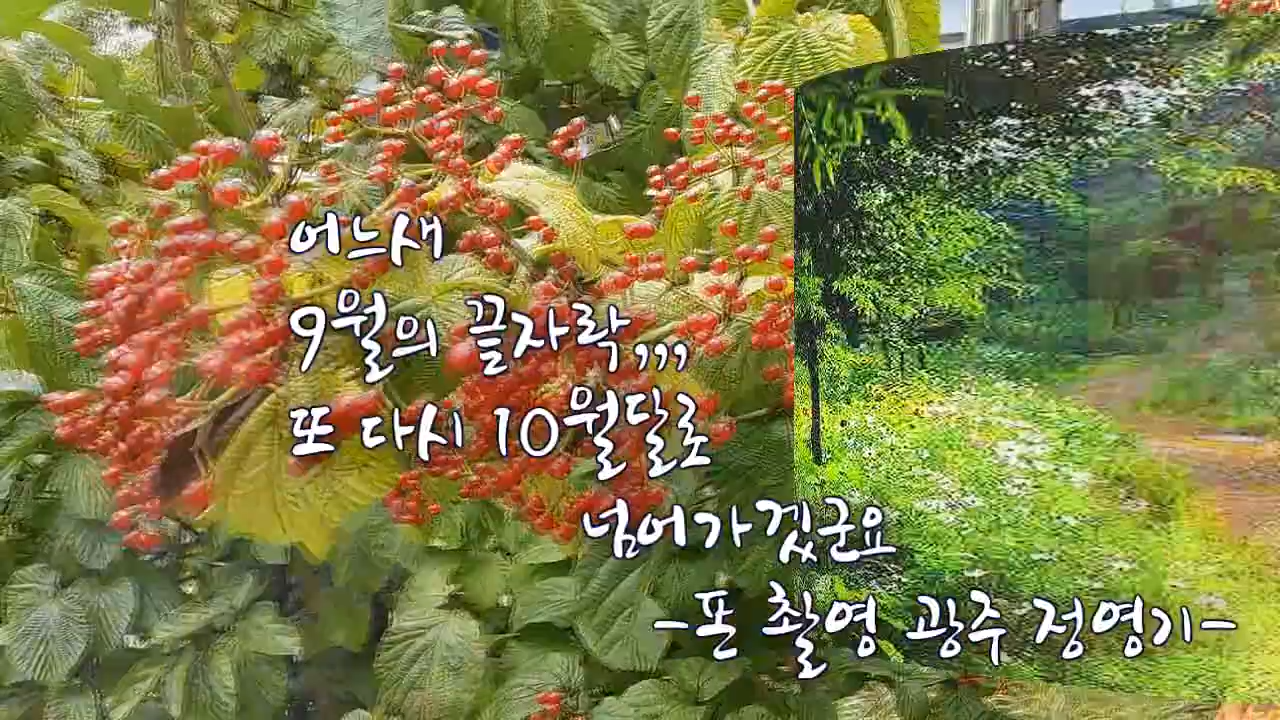 어느새
9월의 끝자락,,,
또 다시 10월달로
넘어가겠군요
-폰 촬영 광주 정영기-